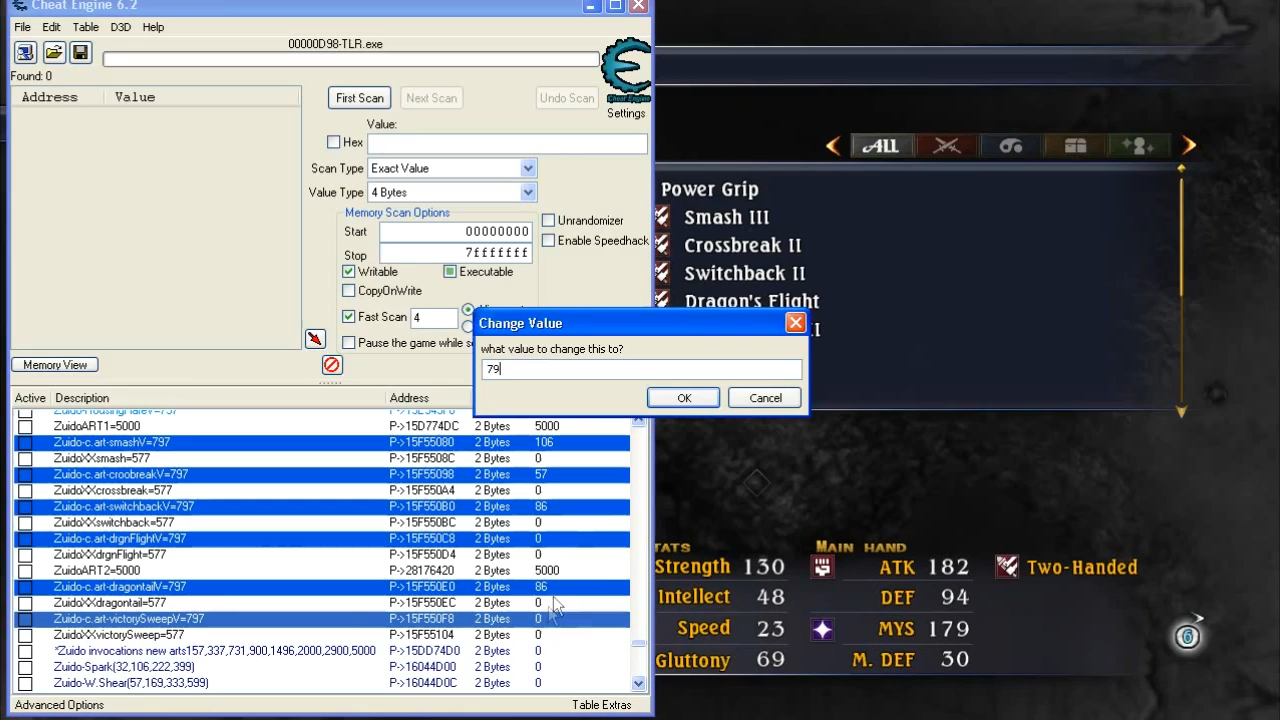 Cheat Engine 6.2
File Edit Table D3D Help
00000D98-TLR.exe
Found: 0
Address Value
First Scan Next Scan Undo Scan
Cheat Engine
Settings
Value:
Hex
Scan Type Exact Value
Value Type 4 Bytes
Memory Scan Options
Start 00000000
Stop 7fffffff
Unrandomizer
Enable Speedhack
Writable Executable
CopyOnWrite
Fast Scan 4
Pause the game while
Memory View
Change Value
what value to change this to?
79
OK Cancel
Active Description Address
ZuidoART1=5000 P->15D774DC 2 Bytes 5000
Zuido-c.art-smashV=797 P->15F55080 2 Bytes 106
ZuidoXXsmash=577 P->15F5508C 2 Bytes 0
Zuido-c.art-croobreakV=797 P->15F55098 2 Bytes 57
ZuidoXXcrossbreak=577 P->15F550A4 2 Bytes 0
Zuido-c.art-switchbackV=797 P->15F550B0 2 Bytes 86
ZuidoXXswitchback=577 P->15F550BC 2 Bytes 0
Zuido-c.art-drgnFlightV=797 P->15F550C8 2 Bytes 0
ZuidoXXdrgnFlight=577 P->15F550D4 2 Bytes 0
ZuidoART2=5000 P->28176420 2 Bytes 5000
Zuido-c.art-dragontailV=797 P->15F550E0 2 Bytes 86
ZuidoXXdragontail=577 P->15F550EC 2 Bytes 0
Zuido-c.art-victorySweepV=797 P->15F550F8 2 Bytes 0
ZuidoXXvictorySweep=577 P->15F55104 2 Bytes 0
*Zuido invocations new arts157,337,731,900,1496,2000,2900,5000 P->15DD74D0 2 Bytes 0
Zuido-Spark(32,106,222,399) P->16044D00 2 Bytes 0
Zuido-W.Shear(57,169,333,599) P->16044D0C 2 Bytes 0
Advanced Options Table Extras
ALL
Power Grip
Smash III
Crossbreak II
Switchback II
Dragon's Flight
MAIN HAND
Strength 130 ATK 182 Two-Handed
Intellect 48 DEF 94
Speed 23 MYS 179
Gluttony 69 M. DEF 30
6